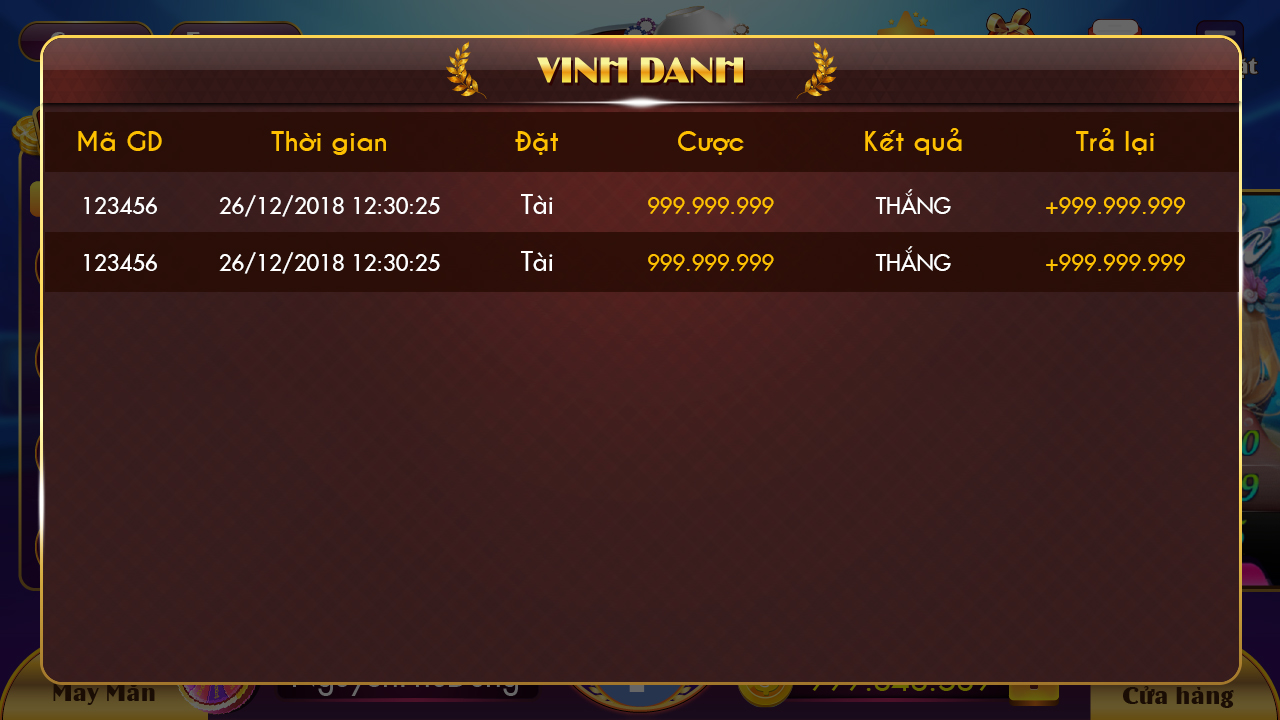 VINH DANH
Mã GD Thời gian Đặt Cược Kết quả Trả lại
123456 26/12/2018 12:30:25 Tài 999.999.999 THẮNG +999.999.999
123456 26/12/2018 12:30:25 Tài 999.999.999 THẮNG +999.999.999
May Mắn
Cửa hàng